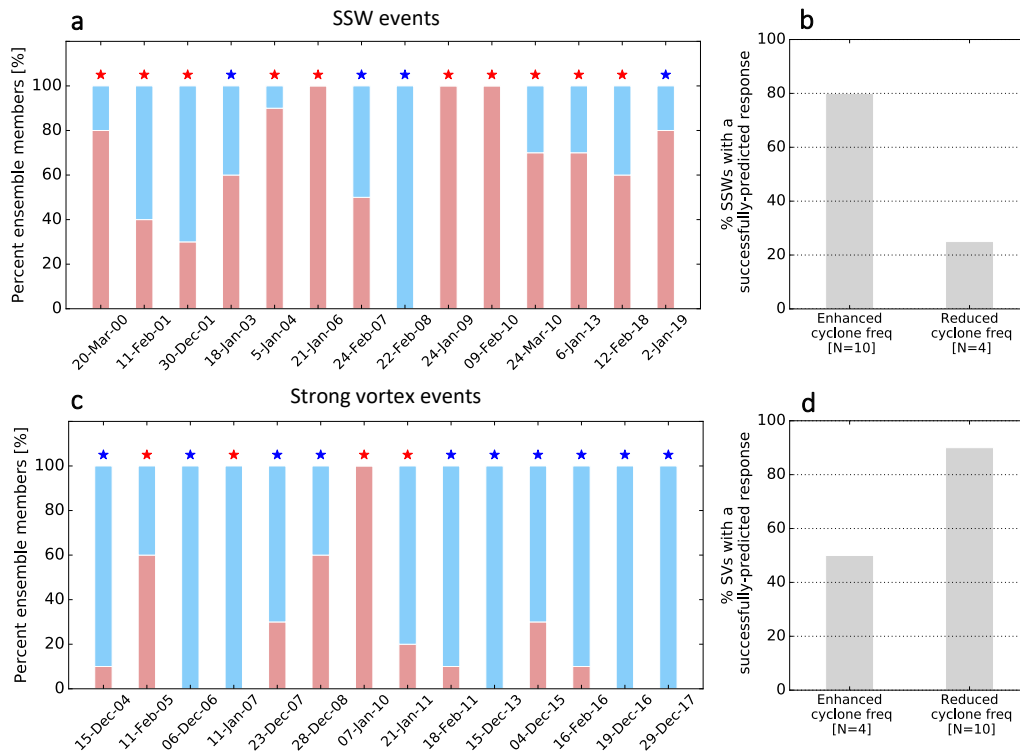 a
SSW events
Percent ensemble members [%]
100
80
60
40
20
0
20-Mar-00
11-Feb-01
30-Dec-01
18-Jan-03
5-Jan-04
21-Jan-06
24-Feb-07
22-Feb-08
24-Jan-09
09-Feb-10
24-Mar-10
6-Jan-13
12-Feb-18
2-Jan-19
b
% SSWs with a
successfully-predicted response
100
80
60
40
20
0
Enhanced
cyclone freq
[N=10]
Reduced
cyclone freq
[N=4]
c
Strong vortex events
Percent ensemble members [%]
100
80
60
40
20
0
15-Dec-04
11-Feb-05
06-Dec-06
11-Jan-07
23-Dec-07
28-Dec-08
07-Jan-10
21-Jan-11
18-Feb-11
15-Dec-13
04-Dec-15
16-Feb-16
19-Dec-16
29-Dec-17
d
% SVs with a
successfully-predicted response
100
80
60
40
20
0
Enhanced
cyclone freq
[N=4]
Reduced
cyclone freq
[N=10]